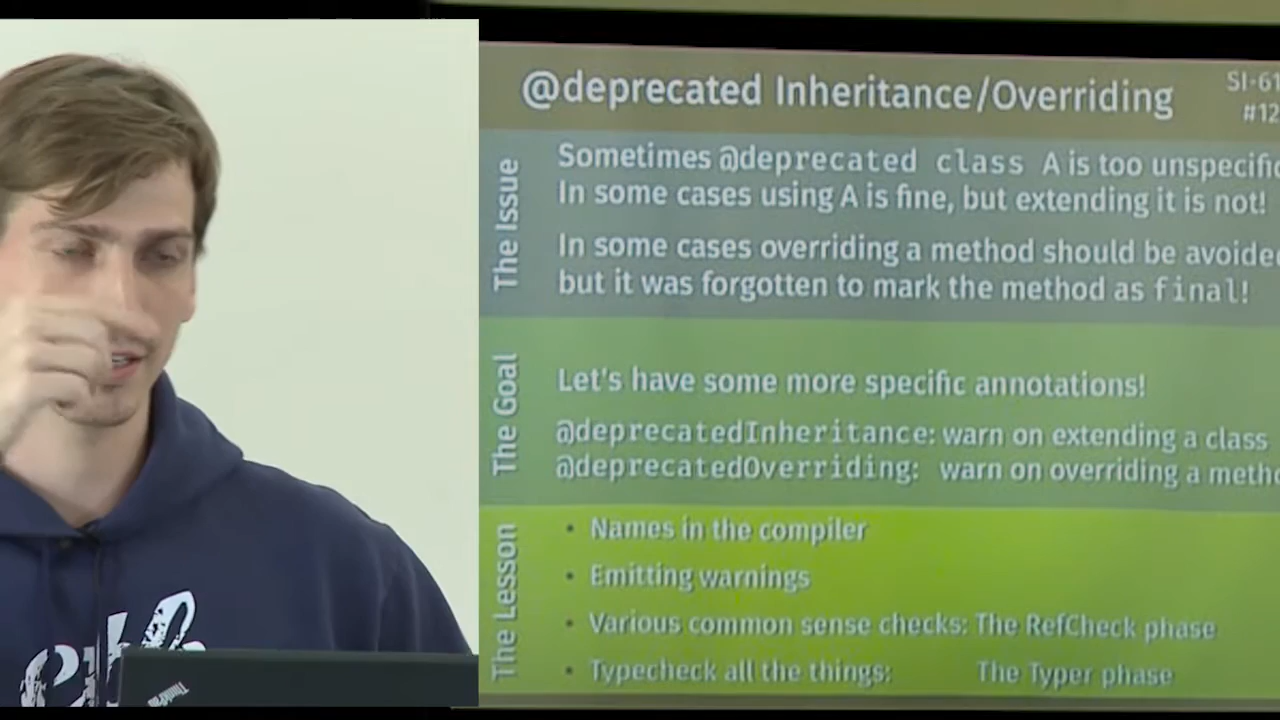 @deprecated Inheritance/Overriding
SI-61
#12
The Issue
Sometimes @deprecated class A is too unspecific
In some cases using A is fine, but extending it is not!
In some cases overriding a method should be avoided
but it was forgotten to mark the method as final!
The Goal
Let's have some more specific annotations!
@deprecatedInheritance: warn on extending a class
@deprecatedOverriding: warn on overriding a metho
The Lesson
• Names in the compiler
• Emitting warnings
• Various common sense checks: The RefCheck phase
• Typecheck all the things: The Typer phase
ThinkPad